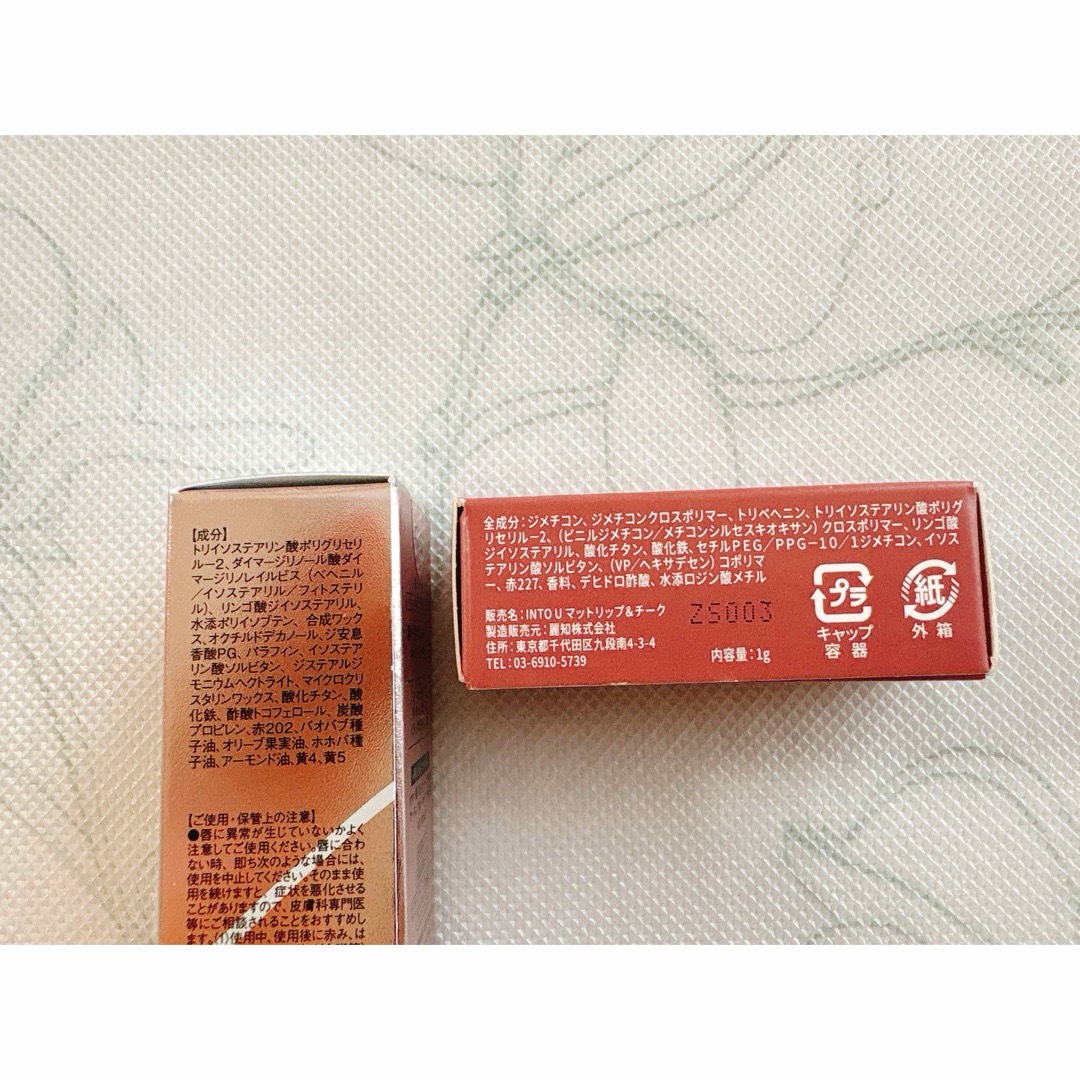 【成分】
トリイソステアリン酸ポリグリセリ
ル-2、ダイマージリノール酸ダイ
マージリノレイルビス（ベヘニル
/イソステアリル/フィトステリ
ル）、リンゴ酸ジイソステアリル、
水添ポリイソブテン、合成ワック
ス、オクチルドデカノール、ジ安息
香酸PG、パラフィン、イソステア
リン酸ソルビタン、ジステアルジ
モニウムヘクトライト、マイクロクリ
スタリンワックス、酸化チタン、酸
化鉄、酢酸トコフェロール、炭酸
プロピレン、赤202、バオバブ種
子油、オリーブ果実油、ホホバ種
子油、アーモンド油、黄4、黄5
【ご使用・保管上の注意】
●唇に異常が生じていないかよく
注意してご使用ください。唇に合わ
ない時、即ち次のような場合には、
使用を中止してください。そのまま使
用を続けますと、症状を悪化させる
ことがありますので、皮膚科専門医
等にご相談されることをおすすめし
ます。(1)使用中、使用後に赤み、は
全成分：ジメチコン、ジメチコンクロスポリマー、トリベヘニン、トリイソステアリン酸ポリグ
リセリル-2、（ビニルジメチコン/メチコンシルセスキオキサン）クロスポリマー、リンゴ酸
ジイソステアリル、酸化チタン、酸化鉄、セチルPEG/PPG-10/1ジメチコン、イソス
テアリン酸ソルビタン、（VP/ヘキサデセン）コポリマ
ー、赤227、香料、デヒドロ酢酸、水添ロジン酸メチル
販売名：INTO U マットリップ&チーク
製造販売元：麗知株式会社
住所：東京都千代田区九段南4-3-4
TEL：03-6910-5739
Z5003
内容量：1g
プラ
キャップ
容器
紙
外箱